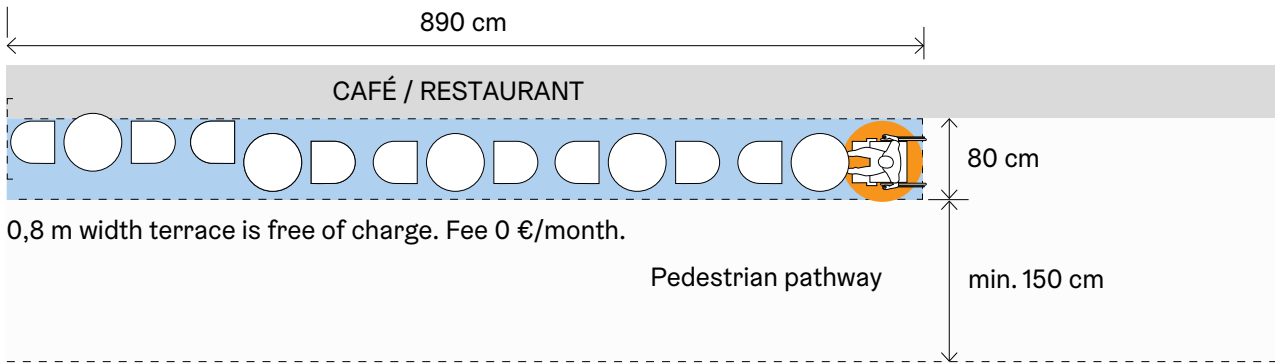 890 cm
CAFÉ / RESTAURANT
80 cm
0,8 m width terrace is free of charge. Fee 0 €/month.
Pedestrian pathway
min. 150 cm